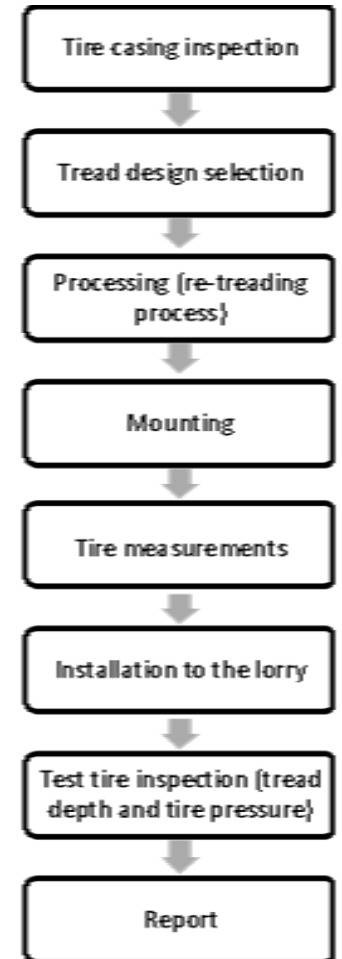 Tire casing inspection
Tread design selection
Processing (re-treading
process)
Mounting
Tire measurements
Installation to the lorry
Test tire inspection (tread
depth and tire pressure)
Report